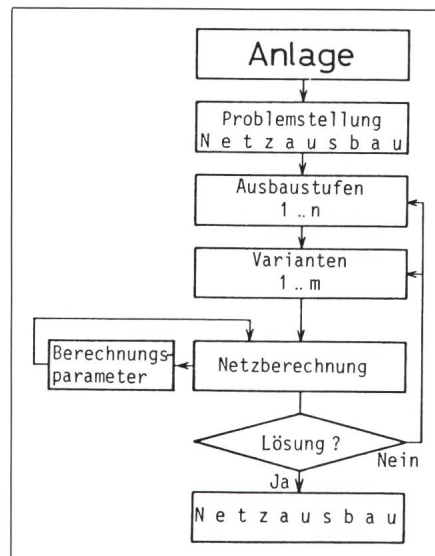 Anlage
Problemstellung
Netzausbau
Ausbaustufen
1 .. n
Varianten
1 .. m
Berechnungs-
parameter
Netzberechnung
Lösung ?
Nein
Ja
Netzausbau